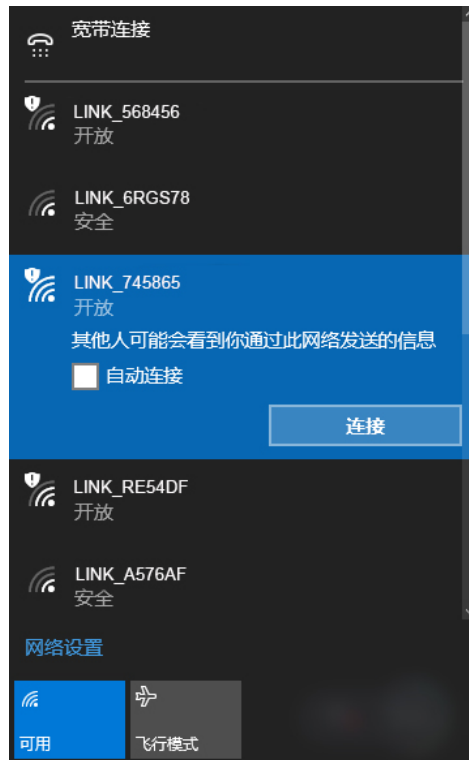 宽带连接
LINK_568456
开放
LINK_6RGS78
安全
LINK_745865
开放
其他人可能会看到你通过此网络发送的信息
自动连接
连接
LINK_RE54DF
开放
LINK_A576AF
安全
网络设置
可用
飞行模式